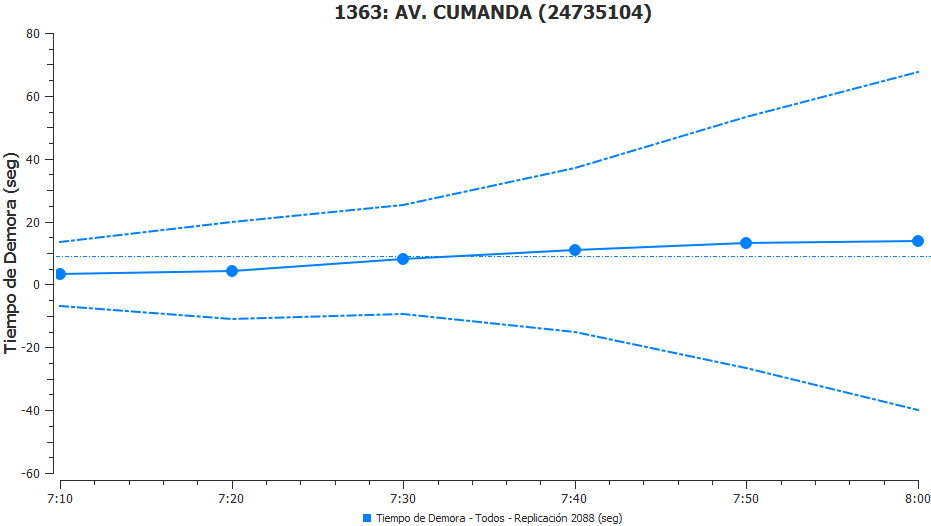 1363: AV. CUMANDA (24735104)
Tiempo de Demora (seg)
80
60
40
20
0
-20
-40
-60
7:10 7:20 7:30 7:40 7:50 8:00
Tiempo de Demora - Todos - Replicación 2088 (seg)